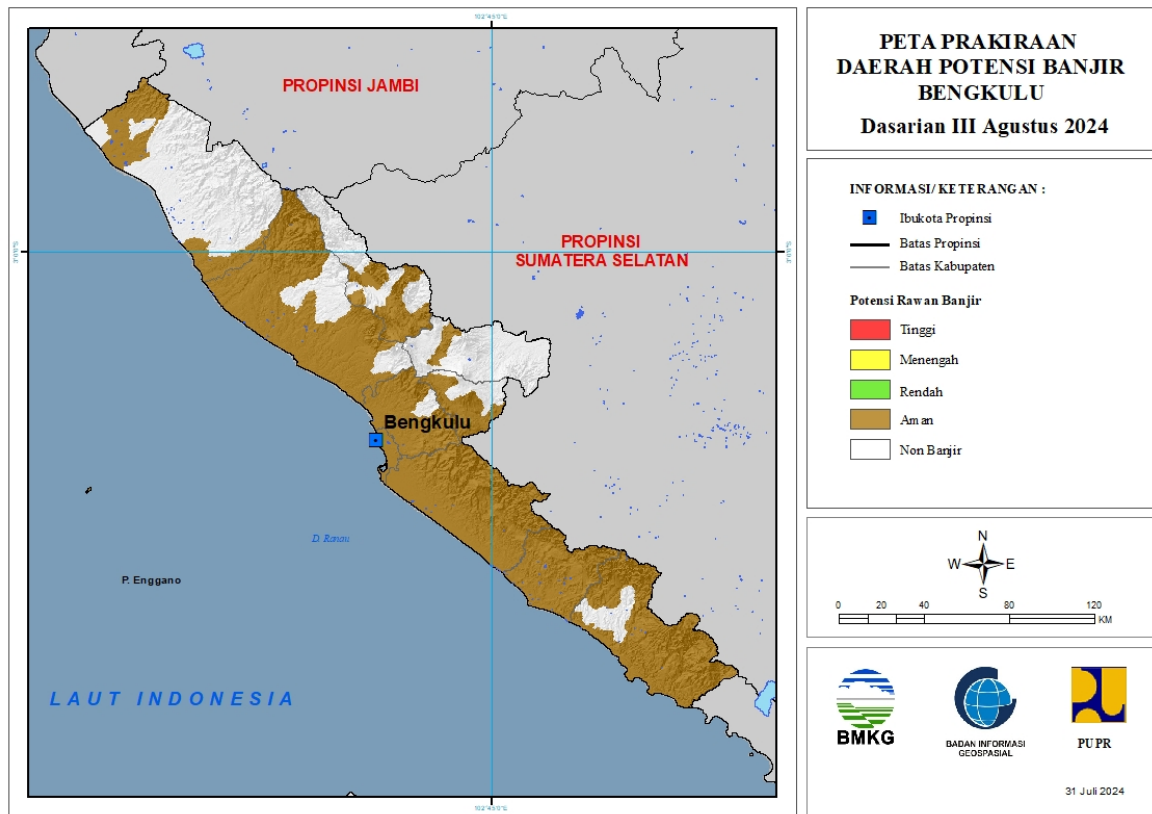 PETA PRAKIRAAN
DAERAH POTENSI BANJIR
BENGKULU
Dasarian III Agustus 2024
INFORMASI/ KETERANGAN :
Ibukota Propinsi
Batas Propinsi
Batas Kabupaten
Potensi Rawan Banjir
Tinggi
Menengah
Rendah
Aman
Non Banjir
PROPINSI JAMBI
PROPINSI
SUMATERA SELATAN
Bengkulu
D. Ranau
P. Enggano
LAUT INDONESIA
N
W
E
S
0 20 40 80 120
KM
BMKG
BADAN INFORMASI
GEOSPASIAL
PUPR
31 Juli 2024